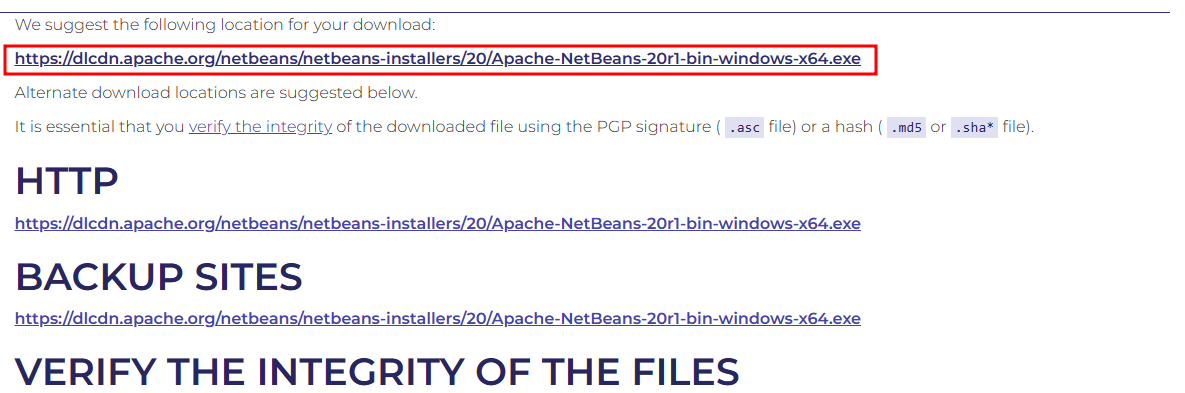 We suggest the following location for your download:
https://dlcdn.apache.org/netbeans/netbeans-installers/20/Apache-NetBeans-20r1-bin-windows-x64.exe
Alternate download locations are suggested below.
It is essential that you verify the integrity of the downloaded file using the PGP signature ( .asc file) or a hash ( .md5 or .sha* file).
HTTP
https://dlcdn.apache.org/netbeans/netbeans-installers/20/Apache-NetBeans-20r1-bin-windows-x64.exe
BACKUP SITES
https://dlcdn.apache.org/netbeans/netbeans-installers/20/Apache-NetBeans-20r1-bin-windows-x64.exe
VERIFY THE INTEGRITY OF THE FILES